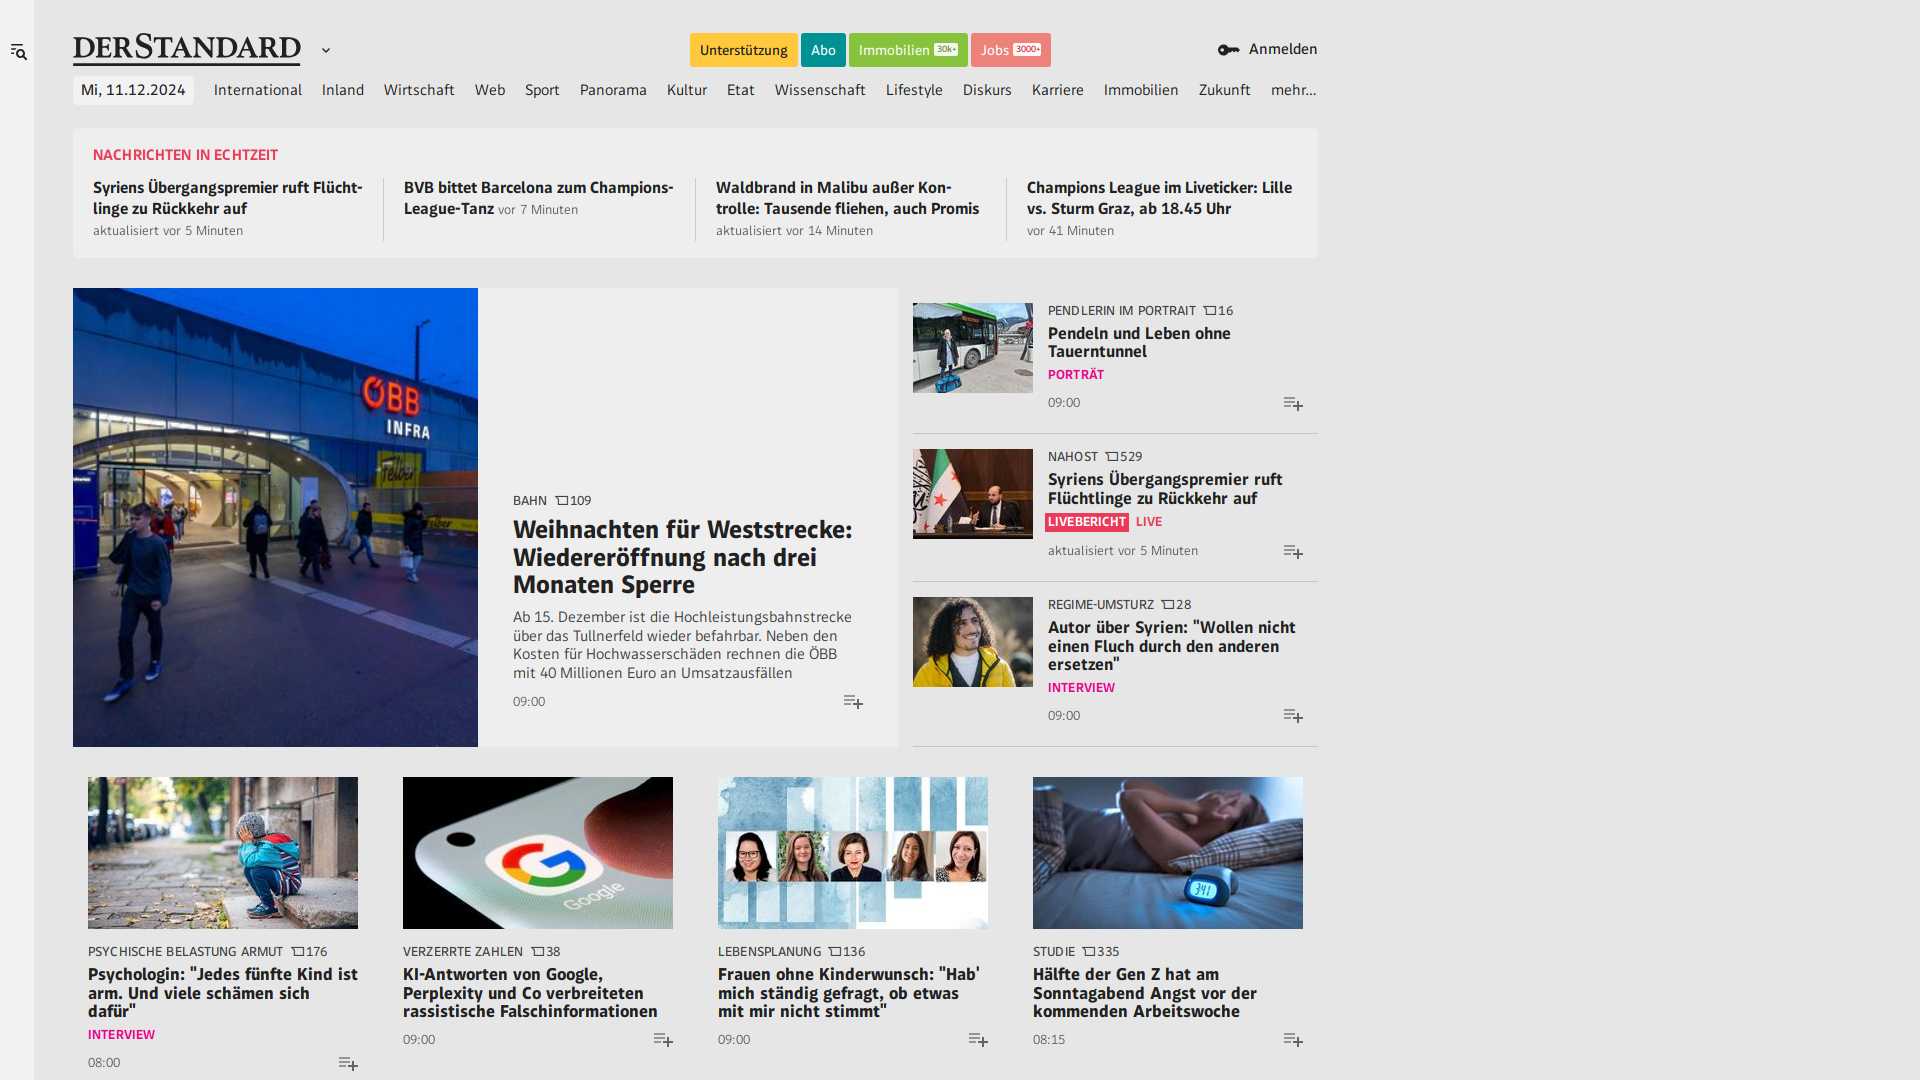 DERSTANDARD
Unterstützung
Abo
Immobilien 30k+
Jobs 3000+
Anmelden
Mi, 11.12.2024
International
Inland
Wirtschaft
Web
Sport
Panorama
Kultur
Etat
Wissenschaft
Lifestyle
Diskurs
Karriere
Immobilien
Zukunft
mehr...
NACHRICHTEN IN ECHTZEIT
Syriens Übergangspremier ruft Flücht-
linge zu Rückkehr auf
aktualisiert vor 5 Minuten
BVB bittet Barcelona zum Champions-
League-Tanz vor 7 Minuten
Waldbrand in Malibu außer Kon-
trolle: Tausende fliehen, auch Promis
aktualisiert vor 14 Minuten
Champions League im Liveticker: Lille
vs. Sturm Graz, ab 18.45 Uhr
vor 41 Minuten
ÖBB
INFRA
Felber
BAHN 109
Weihnachten für Weststrecke:
Wiedereröffnung nach drei
Monaten Sperre
Ab 15. Dezember ist die Hochleistungsbahnstrecke
über das Tullnerfeld wieder befahrbar. Neben den
Kosten für Hochwasserschäden rechnen die ÖBB
mit 40 Millionen Euro an Umsatzausfällen
09:00
PENDLERIN IM PORTRAIT 16
Pendeln und Leben ohne
Tauerntunnel
PORTRÄT
09:00
NAHOST 529
Syriens Übergangspremier ruft
Flüchtlinge zu Rückkehr auf
LIVEBERICHT LIVE
aktualisiert vor 5 Minuten
REGIME-UMSTURZ 28
Autor über Syrien: "Wollen nicht
einen Fluch durch den anderen
ersetzen"
INTERVIEW
09:00
PSYCHISCHE BELASTUNG ARMUT 176
Psychologin: "Jedes fünfte Kind ist
arm. Und viele schämen sich
dafür"
INTERVIEW
08:00
Google
VERZERRTE ZAHLEN 38
KI-Antworten von Google,
Perplexity und Co verbreiteten
rassistische Falschinformationen
09:00
LEBENSPLANUNG 136
Frauen ohne Kinderwunsch: "Hab'
mich ständig gefragt, ob etwas
mit mir nicht stimmt"
09:00
3:41
STUDIE 335
Hälfte der Gen Z hat am
Sonntagabend Angst vor der
kommenden Arbeitswoche
08:15